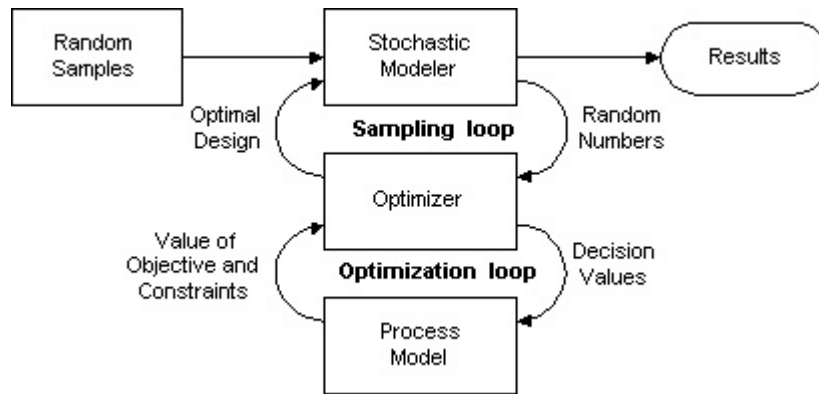 Random
Samples
Stochastic
Modeler
Results
Optimal
Design
Sampling loop
Random
Numbers
Optimizer
Value of
Objective and
Constraints
Optimization loop
Decision
Values
Process
Model